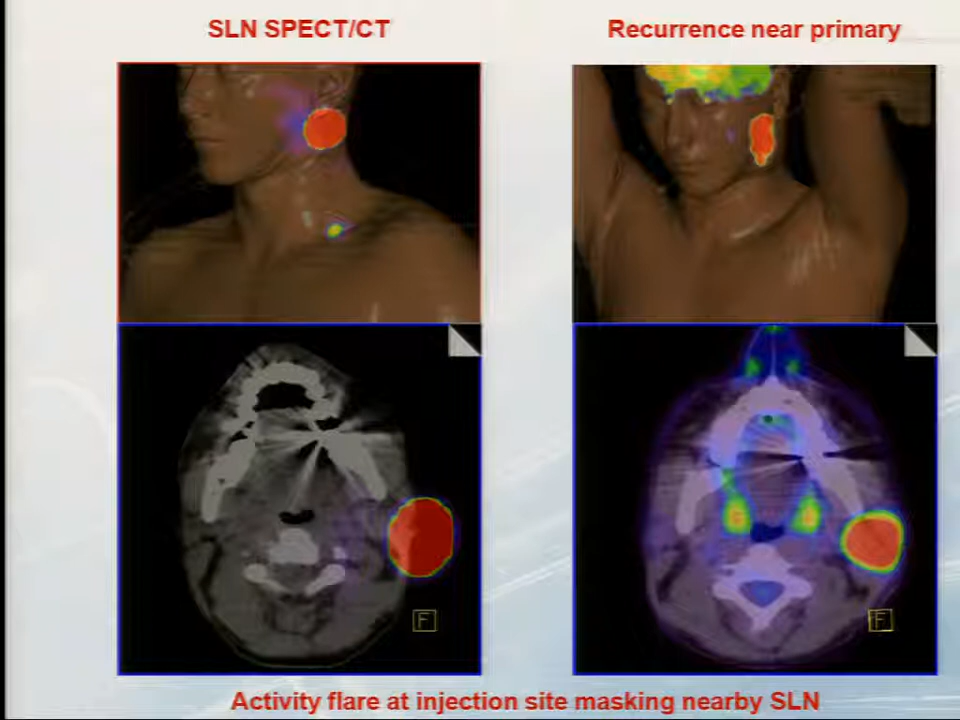 SLN SPECT/CT
Recurrence near primary
F
F
Activity flare at injection site masking nearby SLN